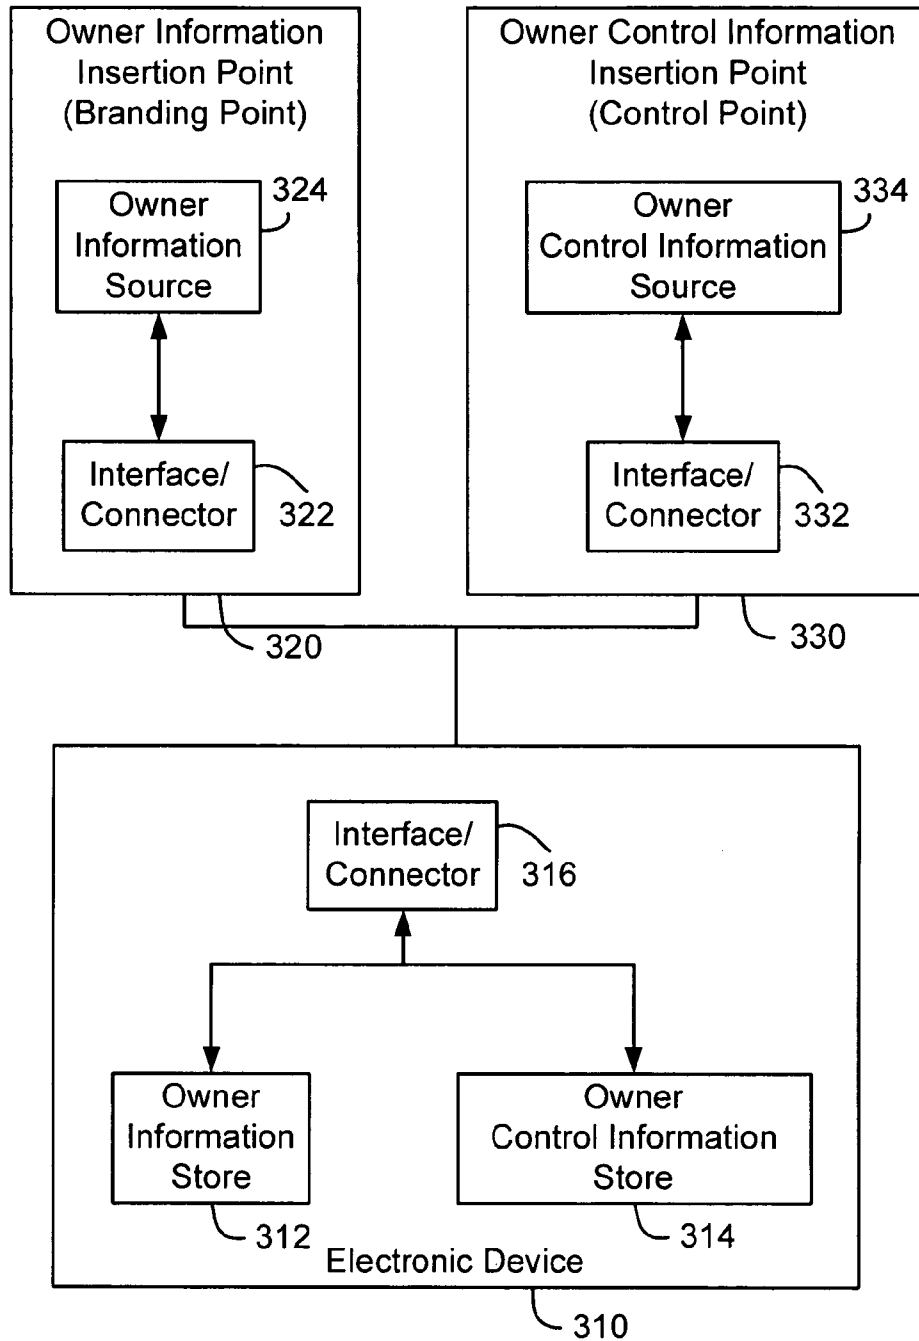 Owner Information
Insertion Point
(Branding Point)
324
Owner
Information
Source
Interface/
Connector
322
320
Owner Control Information
Insertion Point
(Control Point)
334
Owner
Control Information
Source
Interface/
Connector
332
330
Interface/
Connector
316
Owner
Information
Store
312
Owner
Control Information
Store
314
Electronic Device
310